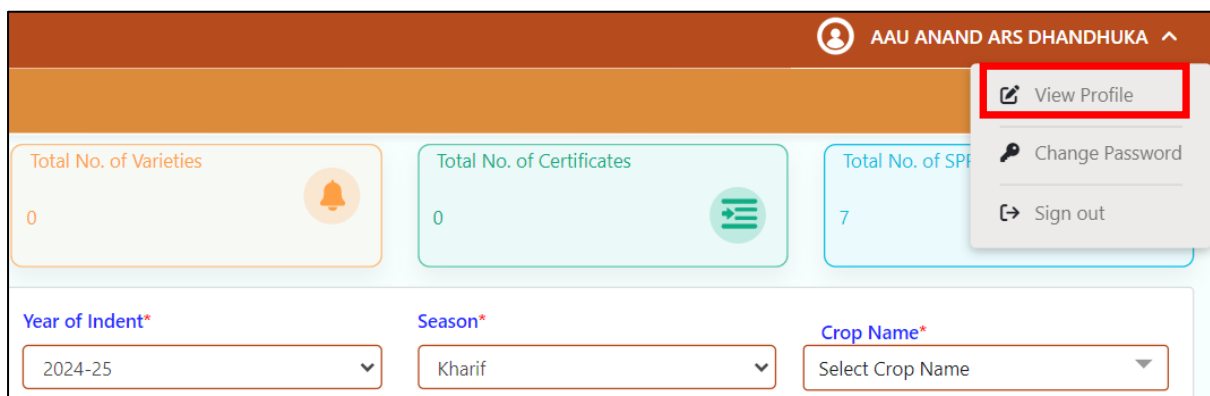 AAU ANAND ARS DHANDHUKA
View Profile
Change Password
Sign out
Total No. of Varieties
0
Total No. of Certificates
0
Total No. of
7
Year of Indent*
2024-25
Season*
Kharif
Crop Name*
Select Crop Name